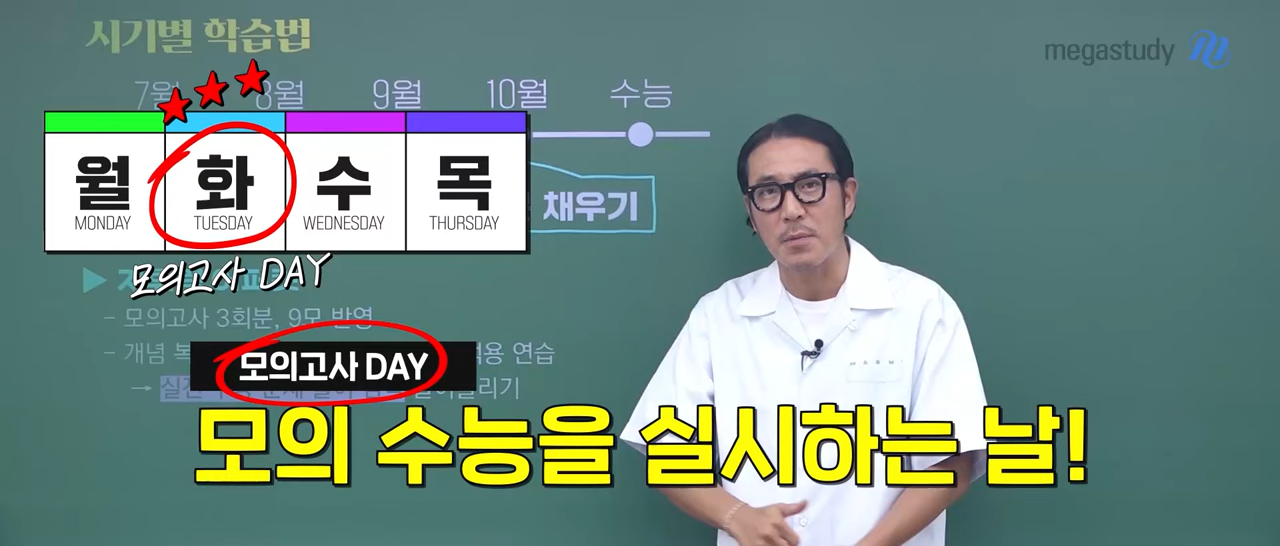 시기별 학습법
megastudy
7월 8월 9월 10월 수능
월 화 수 목
MONDAY TUESDAY WEDNESDAY THURSDAY
채우기
모의고사 DAY
- 모의고사 3회분, 9모 반영
- 개념 적용 연습
모의고사 DAY
모의 수능을 실시하는 날!